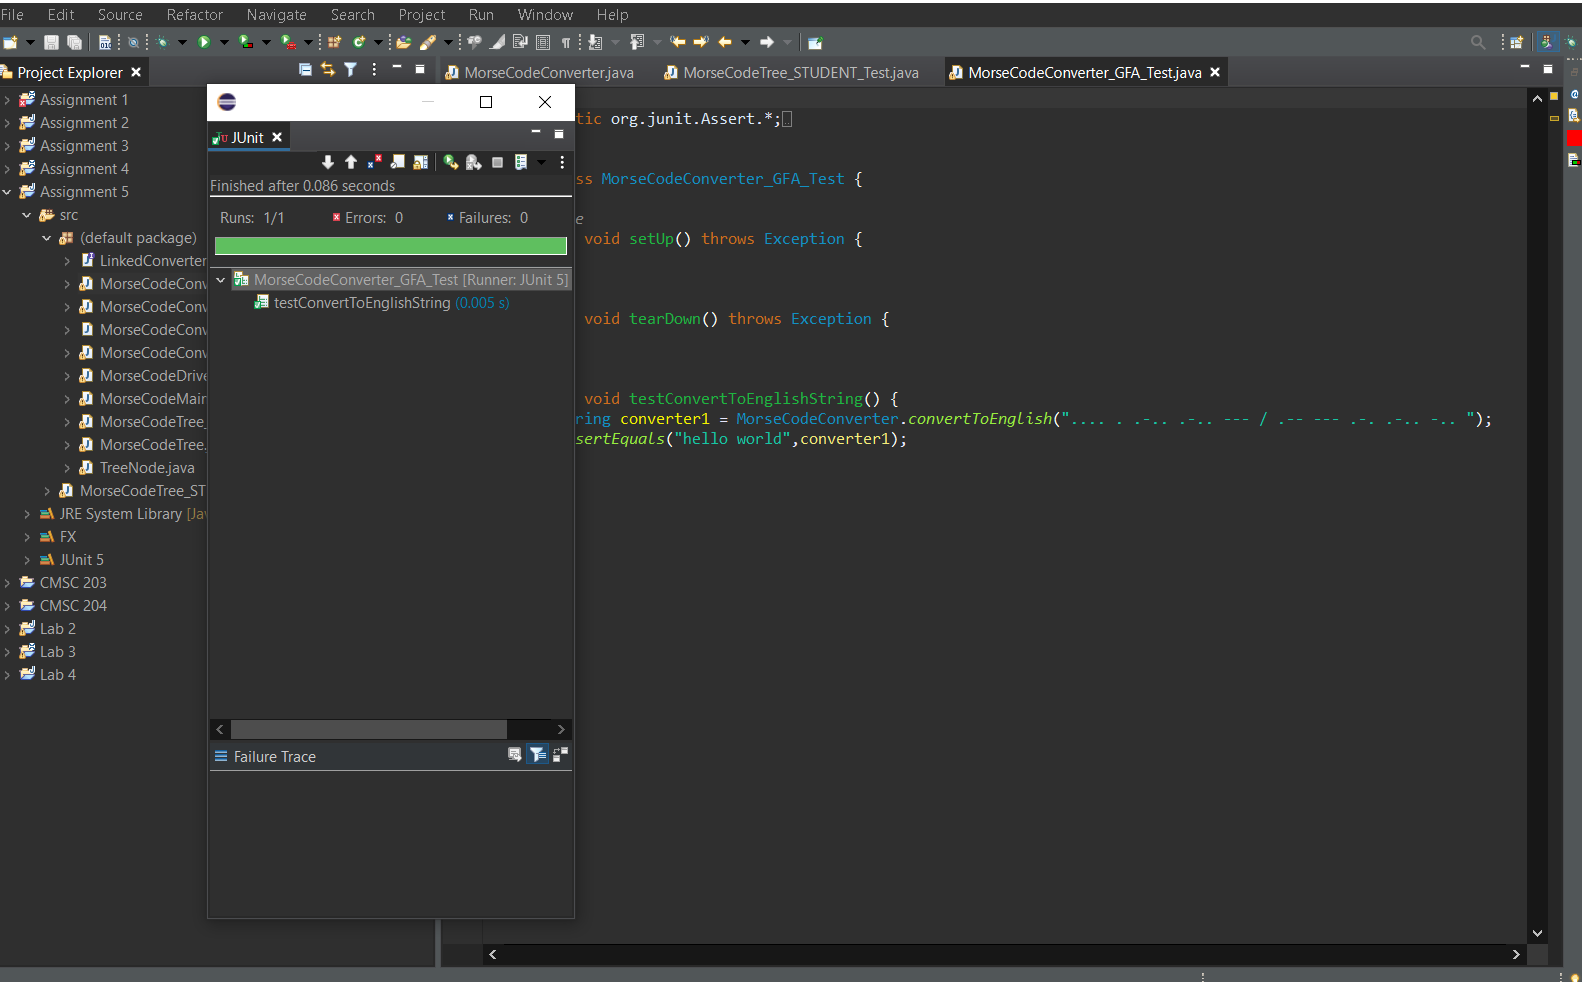 File Edit Source Refactor Navigate Search Project Run Window Help
Project Explorer
MorseCodeConverter.java MorseCodeTree_STUDENT_Test.java MorseCodeConverter_GFA_Test.java
Assignment 1
Assignment 2
Assignment 3
Assignment 4
Assignment 5
src
(default package)
LinkedConverter
MorseCodeConv
MorseCodeConv
MorseCodeConv
MorseCodeConv
MorseCodeDrive
MorseCodeMain
MorseCodeTree_
MorseCodeTree.
TreeNode.java
MorseCodeTree_ST
JRE System Library [Jav
FX
JUnit 5
CMSC 203
CMSC 204
Lab 2
Lab 3
Lab 4
JUnit
Finished after 0.086 seconds
Runs: 1/1 Errors: 0 Failures: 0
MorseCodeConverter_GFA_Test [Runner: JUnit 5]
testConvertToEnglishString (0.005 s)
Failure Trace
tic org.junit.Assert.*;
ss MorseCodeConverter_GFA_Test {
e
void setUp() throws Exception {
void tearDown() throws Exception {
void testConvertToEnglishString() {
ring converter1 = MorseCodeConverter.convertToEnglish(".... . .-.. .-.. --- / .-- --- .-. .-.. -.. ");
sertEquals("hello world",converter1);